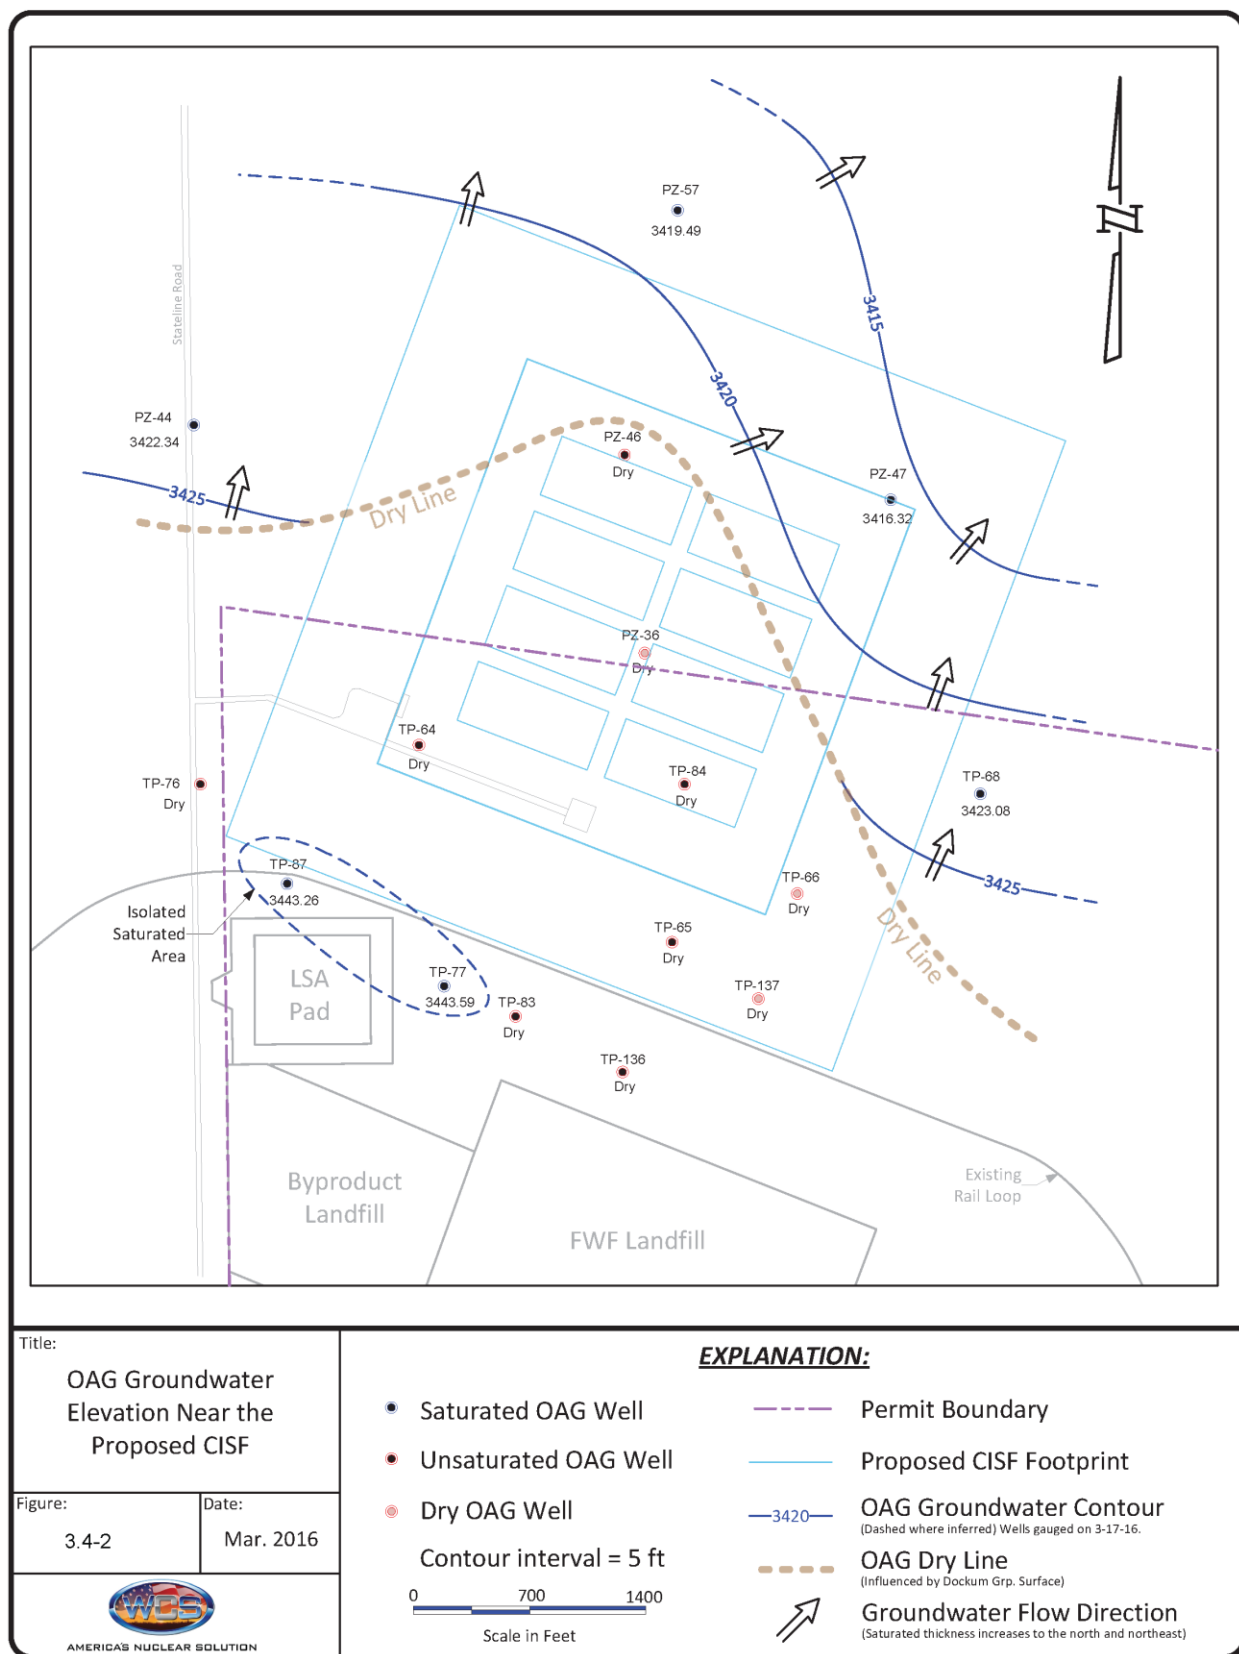 PZ-57
3419.49
N
Stateline Road
3415
3420
PZ-44
3422.34
PZ-46
Dry
3425
Dry Line
PZ-47
3416.32
PZ-36
Dry
TP-64
Dry
TP-76
Dry
TP-84
Dry
TP-68
3423.08
TP-87
3443.26
TP-66
Dry
3425
Isolated
Saturated
Area
TP-65
Dry
Dry Line
LSA
Pad
TP-77
3443.59
TP-83
Dry
TP-137
Dry
TP-136
Dry
Byproduct
Landfill
FWF Landfill
Existing
Rail Loop
Title:
OAG Groundwater
Elevation Near the
Proposed CISF
Figure:
3.4-2
Date:
Mar. 2016
WCS
AMERICA'S NUCLEAR SOLUTION
EXPLANATION:
Saturated OAG Well
Unsaturated OAG Well
Dry OAG Well
Contour interval = 5 ft
0 700 1400
Scale in Feet
Permit Boundary
Proposed CISF Footprint
3420
OAG Groundwater Contour
(Dashed where inferred) Wells gauged on 3-17-16.
OAG Dry Line
(Influenced by Dockum Grp. Surface)
Groundwater Flow Direction
(Saturated thickness increases to the north and northeast)